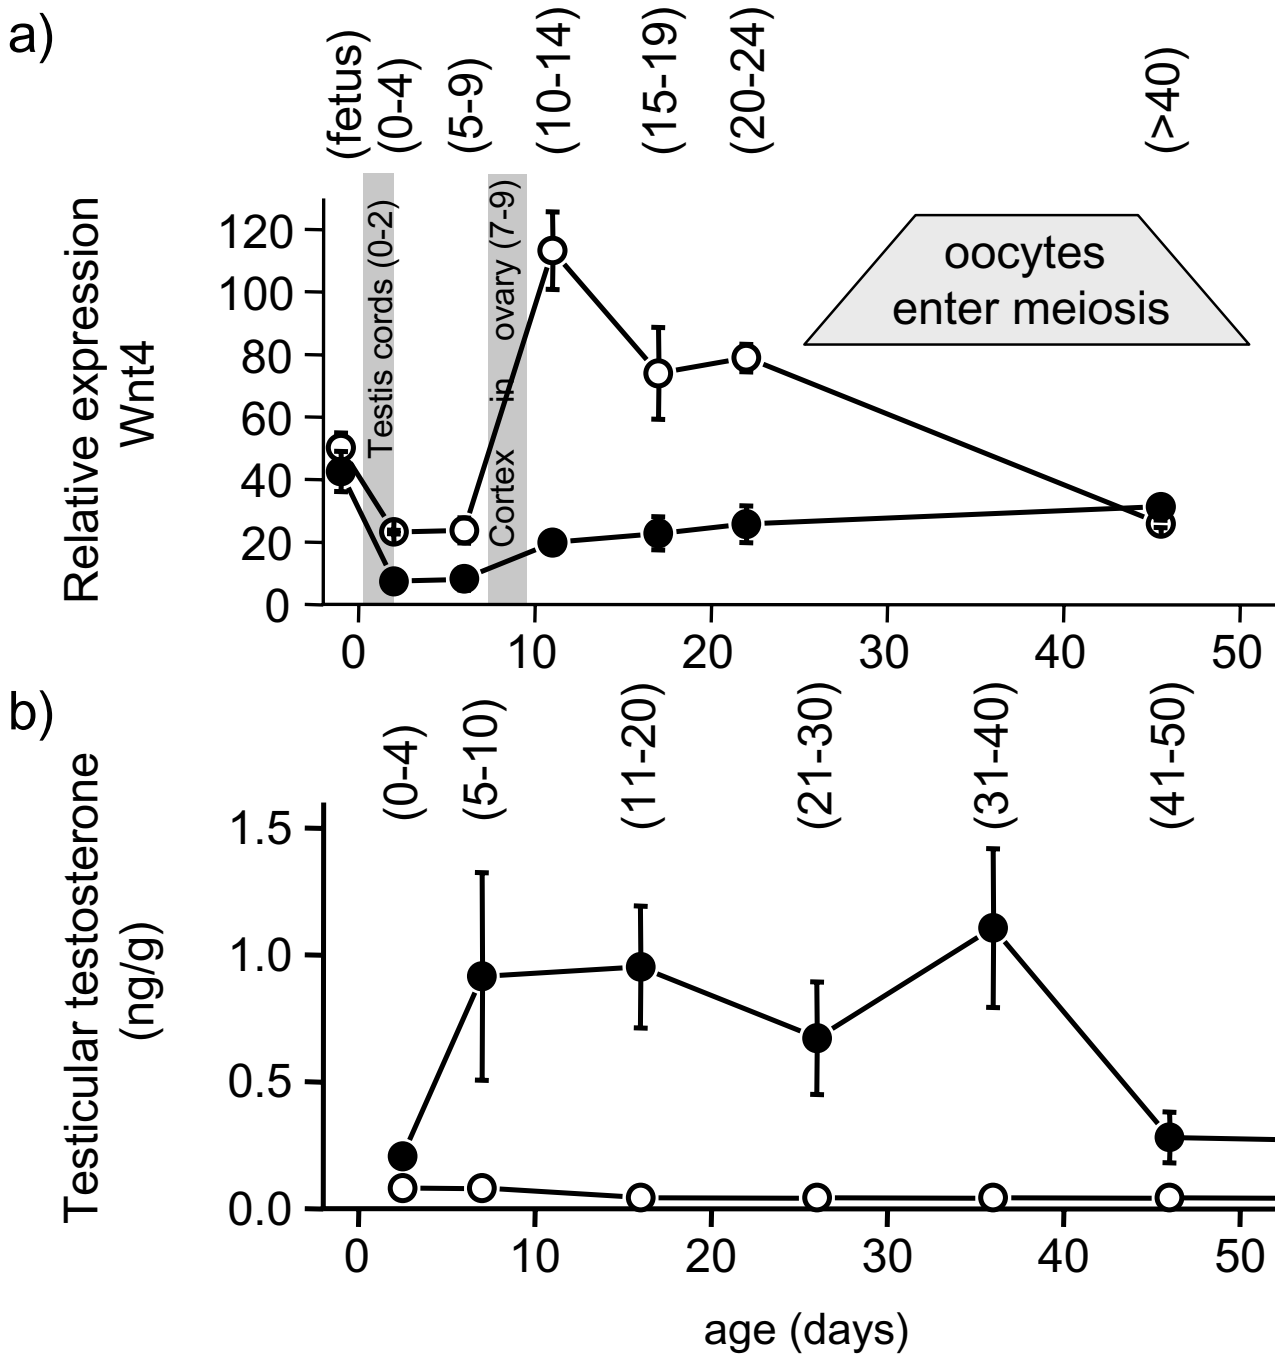 a)
(fetus)
(0-4)
(5-9)
(10-14)
(15-19)
(20-24)
(>40)
Relative expression
Wnt4
120
100
80
60
40
20
0
Testis cords (0-2)
Cortex in ovary (7-9)
oocytes
enter meiosis
0 10 20 30 40 50
b)
(0-4)
(5-10)
(11-20)
(21-30)
(31-40)
(41-50)
Testicular testosterone
(ng/g)
1.5
1.0
0.5
0.0
0 10 20 30 40 50
age (days)